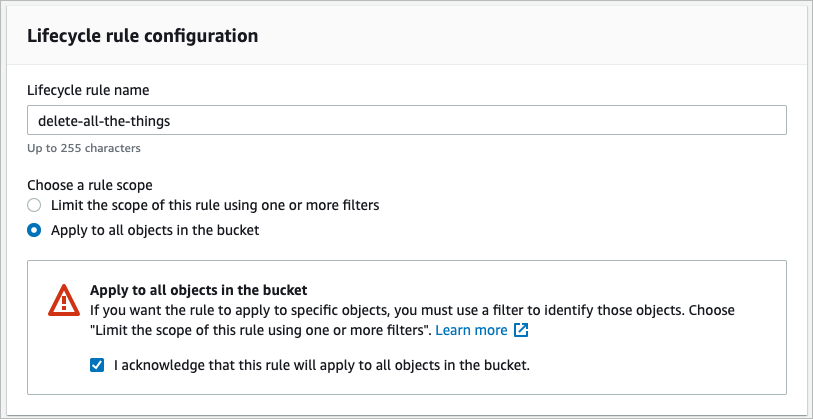 Lifecycle rule configuration
Lifecycle rule name
delete-all-the-things
Up to 255 characters
Choose a rule scope
Limit the scope of this rule using one or more filters
Apply to all objects in the bucket
Apply to all objects in the bucket
If you want the rule to apply to specific objects, you must use a filter to identify those objects. Choose
"Limit the scope of this rule using one or more filters". Learn more
I acknowledge that this rule will apply to all objects in the bucket.